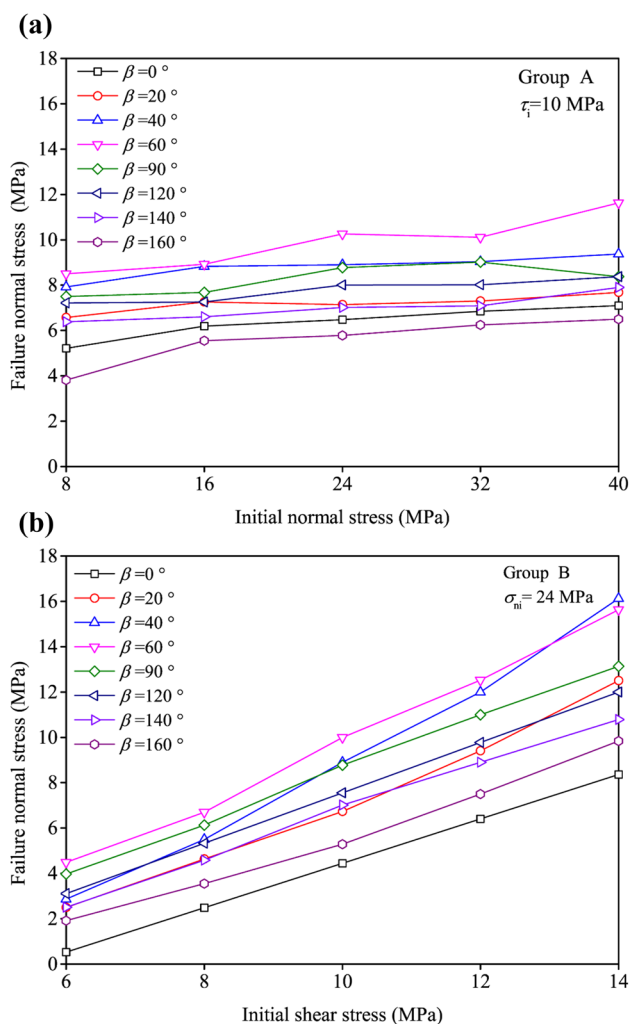 (a)
18
16
14
12
10
8
6
4
2
0
Failure normal stress (MPa)
β=0 °
β=20 °
β=40 °
β=60 °
β=90 °
β=120 °
β=140 °
β=160 °
Group A
τi=10 MPa
8 16 24 32 40
Initial normal stress (MPa)
(b)
18
16
14
12
10
8
6
4
2
0
Failure normal stress (MPa)
β=0 °
β=20 °
β=40 °
β=60 °
β=90 °
β=120 °
β=140 °
β=160 °
Group B
σni= 24 MPa
6 8 10 12 14
Initial shear stress (MPa)